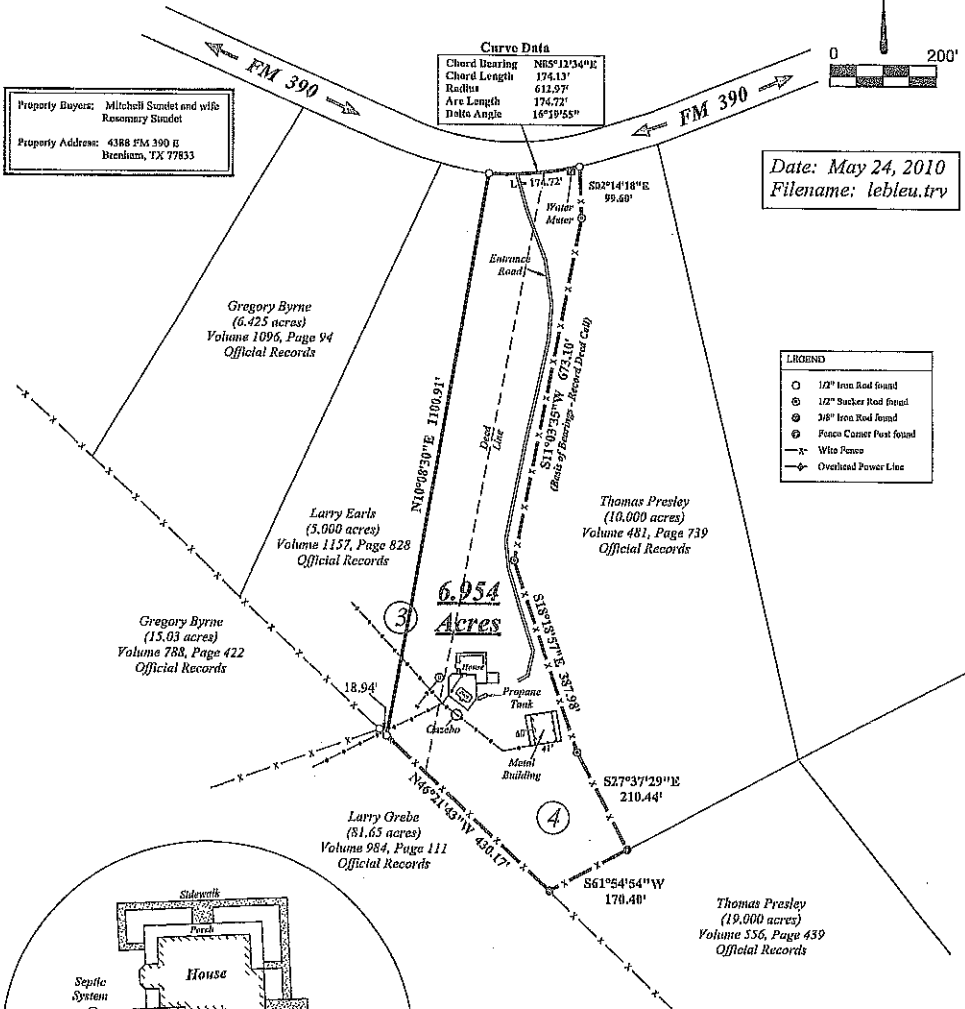 FM 390
FM 390
0 200'
Curve Data
Chord Bearing N85°12'34"E
Chord Length 174.13'
Radius 612.97'
Arc Length 174.72'
Delta Angle 16°19'55"
Property Buyers: Mitchell Sundet and wife
Rosemary Sundet
Property Address: 4388 FM 390 E
Brenham, TX 77833
Date: May 24, 2010
Filename: lebleu.trv
L = 174.72'
S02°14'18"E
99.60'
Water
Meter
Entrance
Road
Gregory Byrne
(6.425 acres)
Volume 1096, Page 94
Official Records
LEGEND
1/2" Iron Rod found
1/2" Sucker Rod found
3/8" Iron Rod found
Fence Corner Post found
Wire Fence
Overhead Power Line
N10°08'30"E 1100.91'
Deed
Line
S11°03'35"W 673.10'
(Basis of Bearings - Record Deed Call)
Larry Earls
(5.000 acres)
Volume 1157, Page 828
Official Records
Thomas Presley
(10.000 acres)
Volume 481, Page 739
Official Records
6.954
Acres
3
S18°18'57"E 387.98'
Gregory Byrne
(15.03 acres)
Volume 788, Page 422
Official Records
18.94'
House
Propane
Tank
Gazebo
60'
41'
Metal
Building
S27°37'29"E
210.44'
N46°21'43"W 430.17'
4
Larry Grebe
(81.65 acres)
Volume 984, Page 111
Official Records
S61°54'54"W
170.40'
Thomas Presley
(19.000 acres)
Volume 556, Page 439
Official Records
Sidewalk
Porch
House
Septic
System